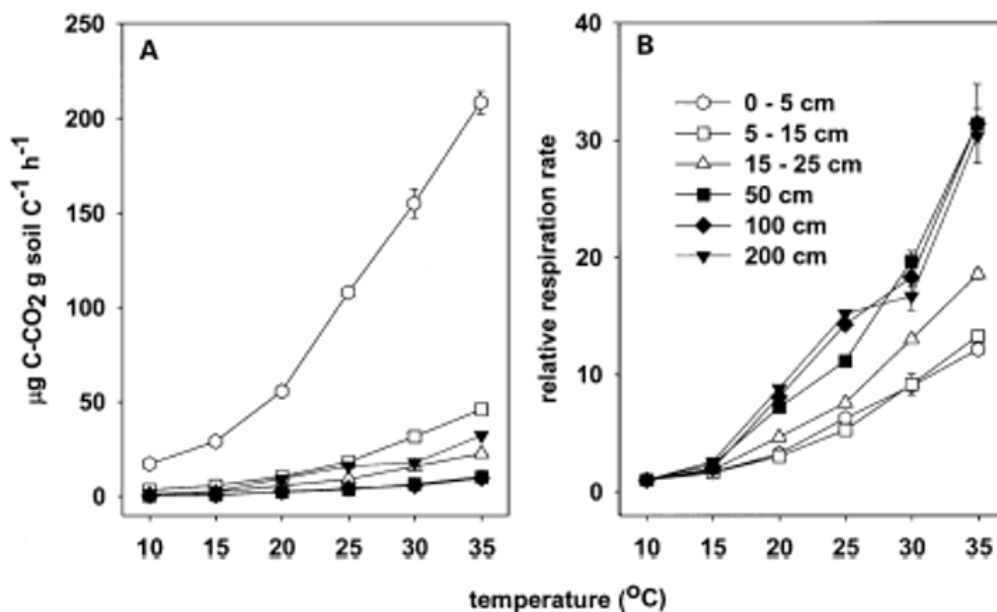 A
µg C-CO2 g soil C-1 h-1
250
200
150
100
50
0
10 15 20 25 30 35
B
relative respiration rate
40
30
20
10
0
0 - 5 cm
5 - 15 cm
15 - 25 cm
50 cm
100 cm
200 cm
10 15 20 25 30 35
temperature (oC)